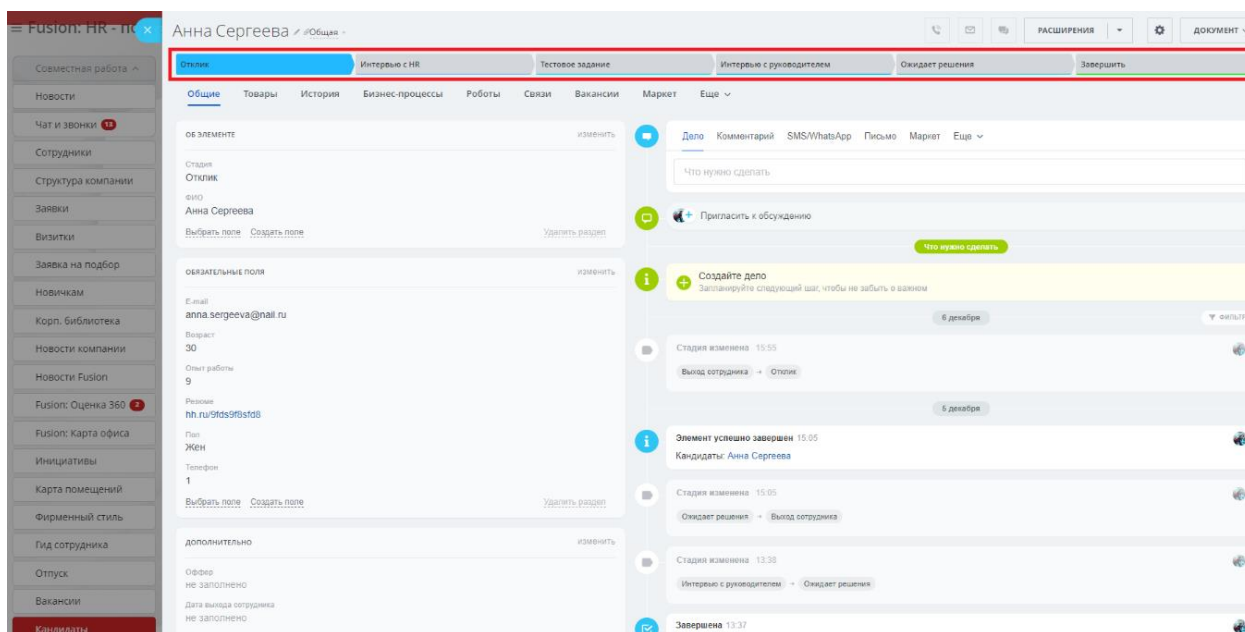 Fusion: HR - по
Совместная работа
Новости
Чат и звонки 13
Сотрудники
Структура компании
Заявки
Визитки
Заявка на подбор
Новичкам
Корп. библиотека
Новости компании
Новости Fusion
Fusion: Оценка 360 2
Fusion: Карта офиса
Инициативы
Карта помещений
Фирменный стиль
Гид сотрудника
Отпуск
Вакансии
Кандидаты
Анна Сергеева Общая
РАСШИРЕНИЯ
ДОКУМЕНТ
Отклик Интервью с HR Тестовое задание Интервью с руководителем Ожидает решения Завершить
Общие Товары История Бизнес-процессы Роботы Связи Вакансии Маркет Еще
ОБ ЭЛЕМЕНТЕ изменить
Стадия
Отклик
ФИО
Анна Сергеева
Выбрать поле Создать поле Удалить раздел
ОБЯЗАТЕЛЬНЫЕ ПОЛЯ изменить
E-mail
anna.sergeeva@nail.ru
Возраст
30
Опыт работы
9
Резюме
hh.ru/9fds9f8sfd8
Пол
Жен
Телефон
1
Выбрать поле Создать поле Удалить раздел
ДОПОЛНИТЕЛЬНО изменить
Оффер
не заполнено
Дата выхода сотрудника
не заполнено
Дело Комментарий SMS/WhatsApp Письмо Маркет Еще
Что нужно сделать
Пригласить к обсуждению
Что нужно сделать
Создайте дело
Запланируйте следующий шаг, чтобы не забыть о важном
6 декабря
ФИЛЬТР
Стадия изменена 15:55
Выход сотрудника → Отклик
5 декабря
Элемент успешно завершен 15:05
Кандидаты: Анна Сергеева
Стадия изменена 15:05
Ожидает решения → Выход сотрудника
Стадия изменена 13:38
Интервью с руководителем → Ожидает решения
Завершена 13:37